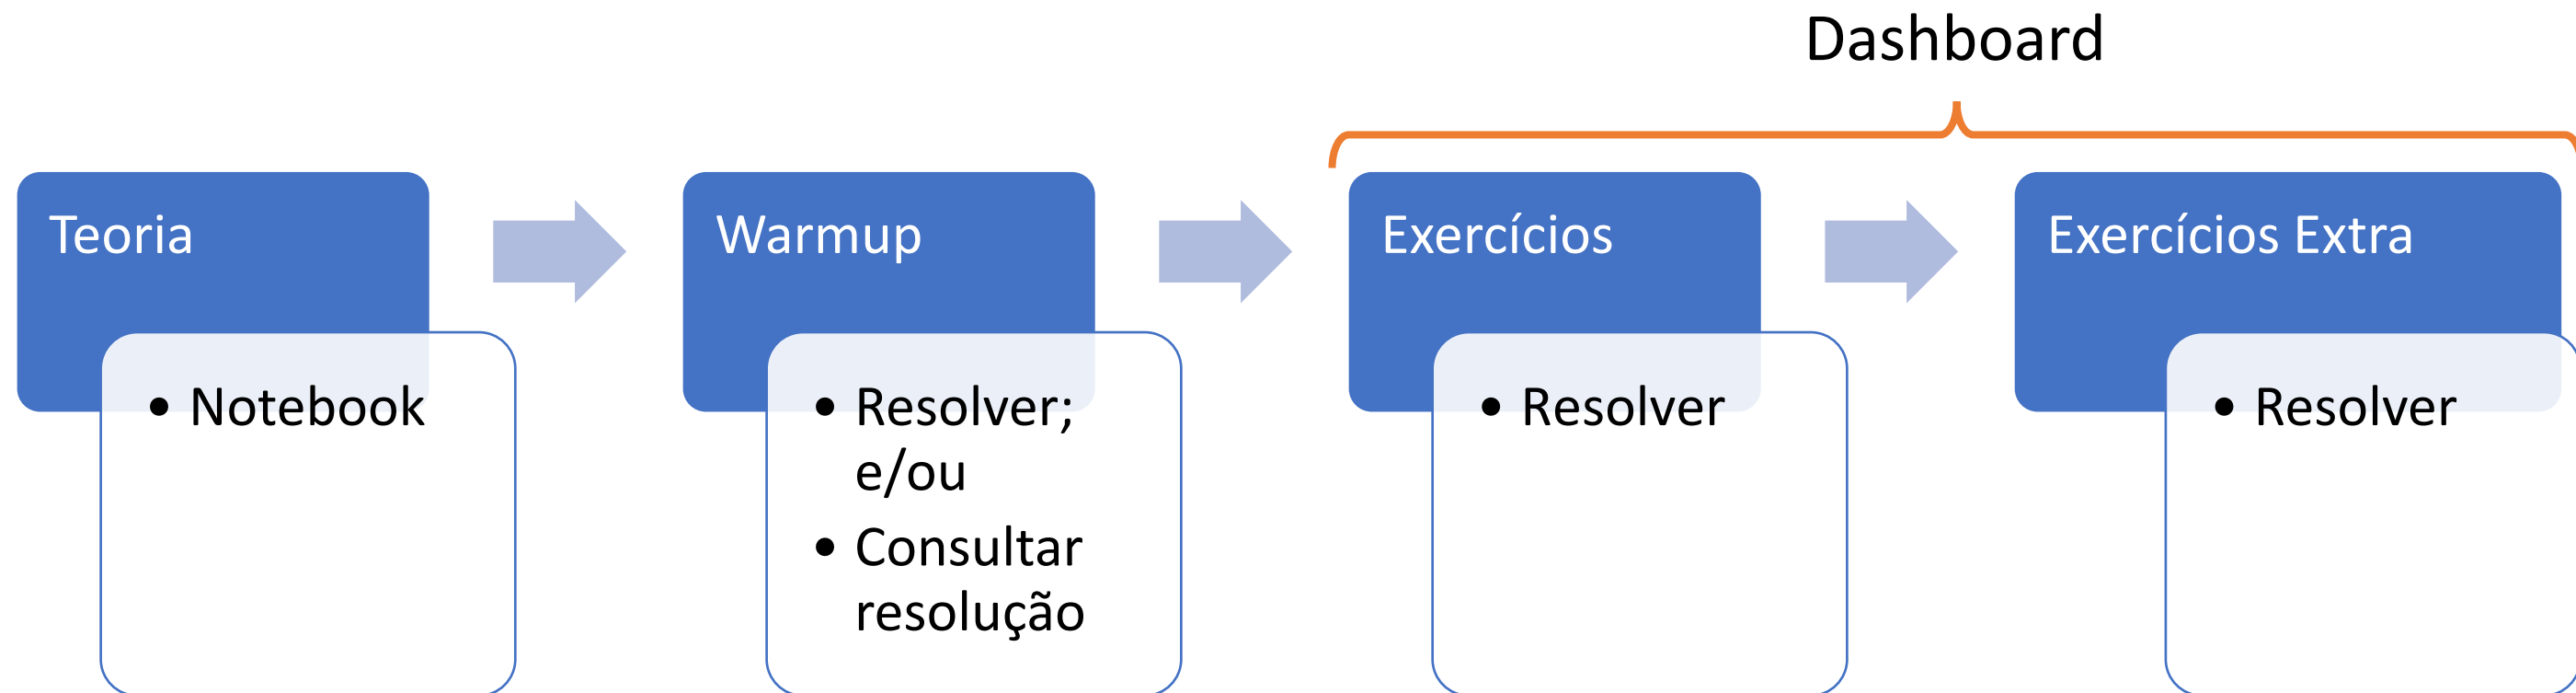 Dashboard
Teoria
• Notebook
Warmup
• Resolver;
e/ou
• Consultar
resolução
Exercícios
• Resolver
Exercícios Extra
• Resolver